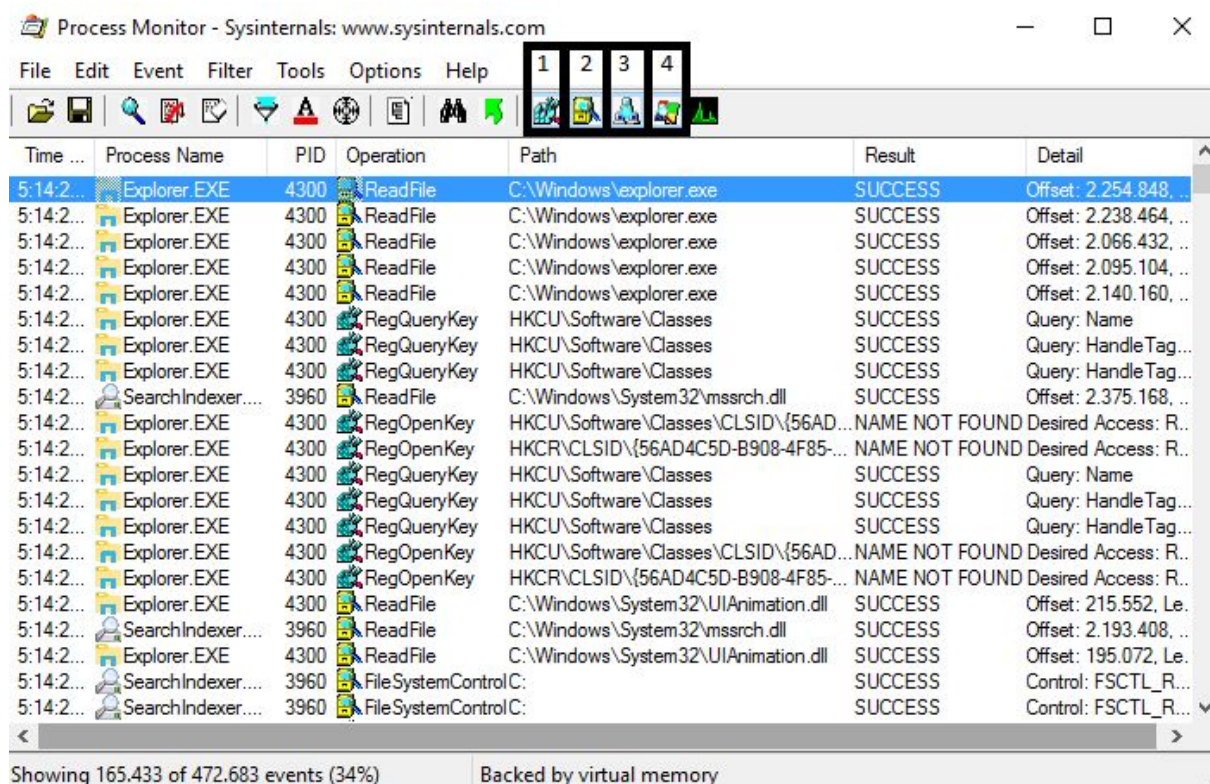 Process Monitor - Sysinternals: www.sysinternals.com
File Edit Event Filter Tools Options Help
1 2 3 4
Time ... Process Name PID Operation Path Result Detail
5:14:2... Explorer.EXE 4300 ReadFile C:\Windows\explorer.exe SUCCESS Offset: 2.254.848, ..
5:14:2... Explorer.EXE 4300 ReadFile C:\Windows\explorer.exe SUCCESS Offset: 2.238.464, ..
5:14:2... Explorer.EXE 4300 ReadFile C:\Windows\explorer.exe SUCCESS Offset: 2.066.432, ..
5:14:2... Explorer.EXE 4300 ReadFile C:\Windows\explorer.exe SUCCESS Offset: 2.095.104, ..
5:14:2... Explorer.EXE 4300 ReadFile C:\Windows\explorer.exe SUCCESS Offset: 2.140.160, ..
5:14:2... Explorer.EXE 4300 RegQueryKey HKCU\Software\Classes SUCCESS Query: Name
5:14:2... Explorer.EXE 4300 RegQueryKey HKCU\Software\Classes SUCCESS Query: HandleTag...
5:14:2... Explorer.EXE 4300 RegQueryKey HKCU\Software\Classes SUCCESS Query: HandleTag...
5:14:2... SearchIndexer.... 3960 ReadFile C:\Windows\System32\mssrch.dll SUCCESS Offset: 2.375.168, ..
5:14:2... Explorer.EXE 4300 RegOpenKey HKCU\Software\Classes\CLSID\{56AD... NAME NOT FOUND Desired Access: R..
5:14:2... Explorer.EXE 4300 RegOpenKey HKCR\CLSID\{56AD4C5D-B908-4F85-... NAME NOT FOUND Desired Access: R..
5:14:2... Explorer.EXE 4300 RegQueryKey HKCU\Software\Classes SUCCESS Query: Name
5:14:2... Explorer.EXE 4300 RegQueryKey HKCU\Software\Classes SUCCESS Query: HandleTag...
5:14:2... Explorer.EXE 4300 RegQueryKey HKCU\Software\Classes SUCCESS Query: HandleTag...
5:14:2... Explorer.EXE 4300 RegOpenKey HKCU\Software\Classes\CLSID\{56AD... NAME NOT FOUND Desired Access: R..
5:14:2... Explorer.EXE 4300 RegOpenKey HKCR\CLSID\{56AD4C5D-B908-4F85-... NAME NOT FOUND Desired Access: R..
5:14:2... Explorer.EXE 4300 ReadFile C:\Windows\System32\UIAnimation.dll SUCCESS Offset: 215.552, Le.
5:14:2... SearchIndexer.... 3960 ReadFile C:\Windows\System32\mssrch.dll SUCCESS Offset: 2.193.408, ..
5:14:2... Explorer.EXE 4300 ReadFile C:\Windows\System32\UIAnimation.dll SUCCESS Offset: 195.072, Le.
5:14:2... SearchIndexer.... 3960 FileSystemControl C: SUCCESS Control: FSCTL_R...
5:14:2... SearchIndexer.... 3960 FileSystemControl C: SUCCESS Control: FSCTL_R...
Showing 165.433 of 472.683 events (34%) Backed by virtual memory